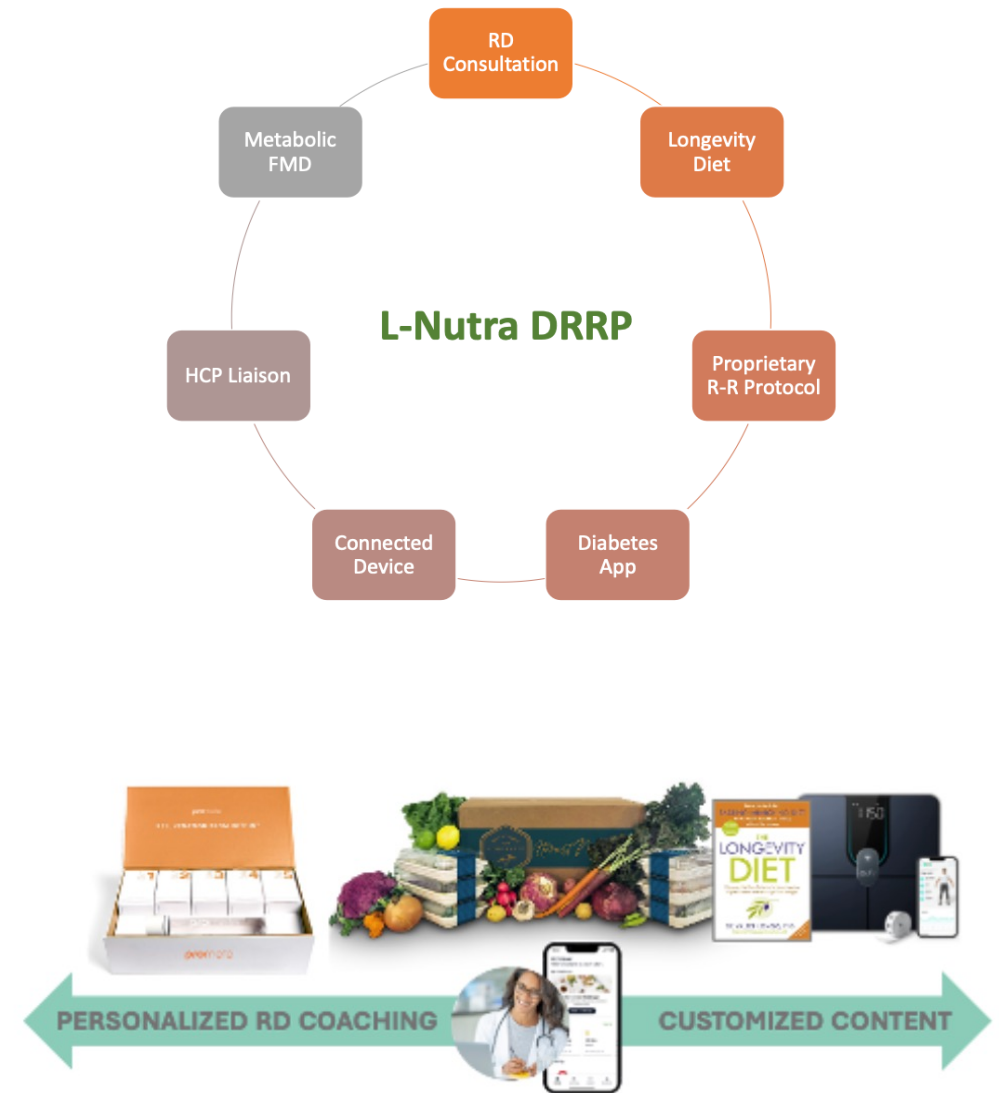 RD
Consultation
Longevity
Diet
Metabolic
FMD
L-Nutra DRRP
Proprietary
R-R Protocol
HCP Liaison
Diabetes
App
Connected
Device
THE
LONGEVITY
DIET
1150
PERSONALIZED RD COACHING
CUSTOMIZED CONTENT